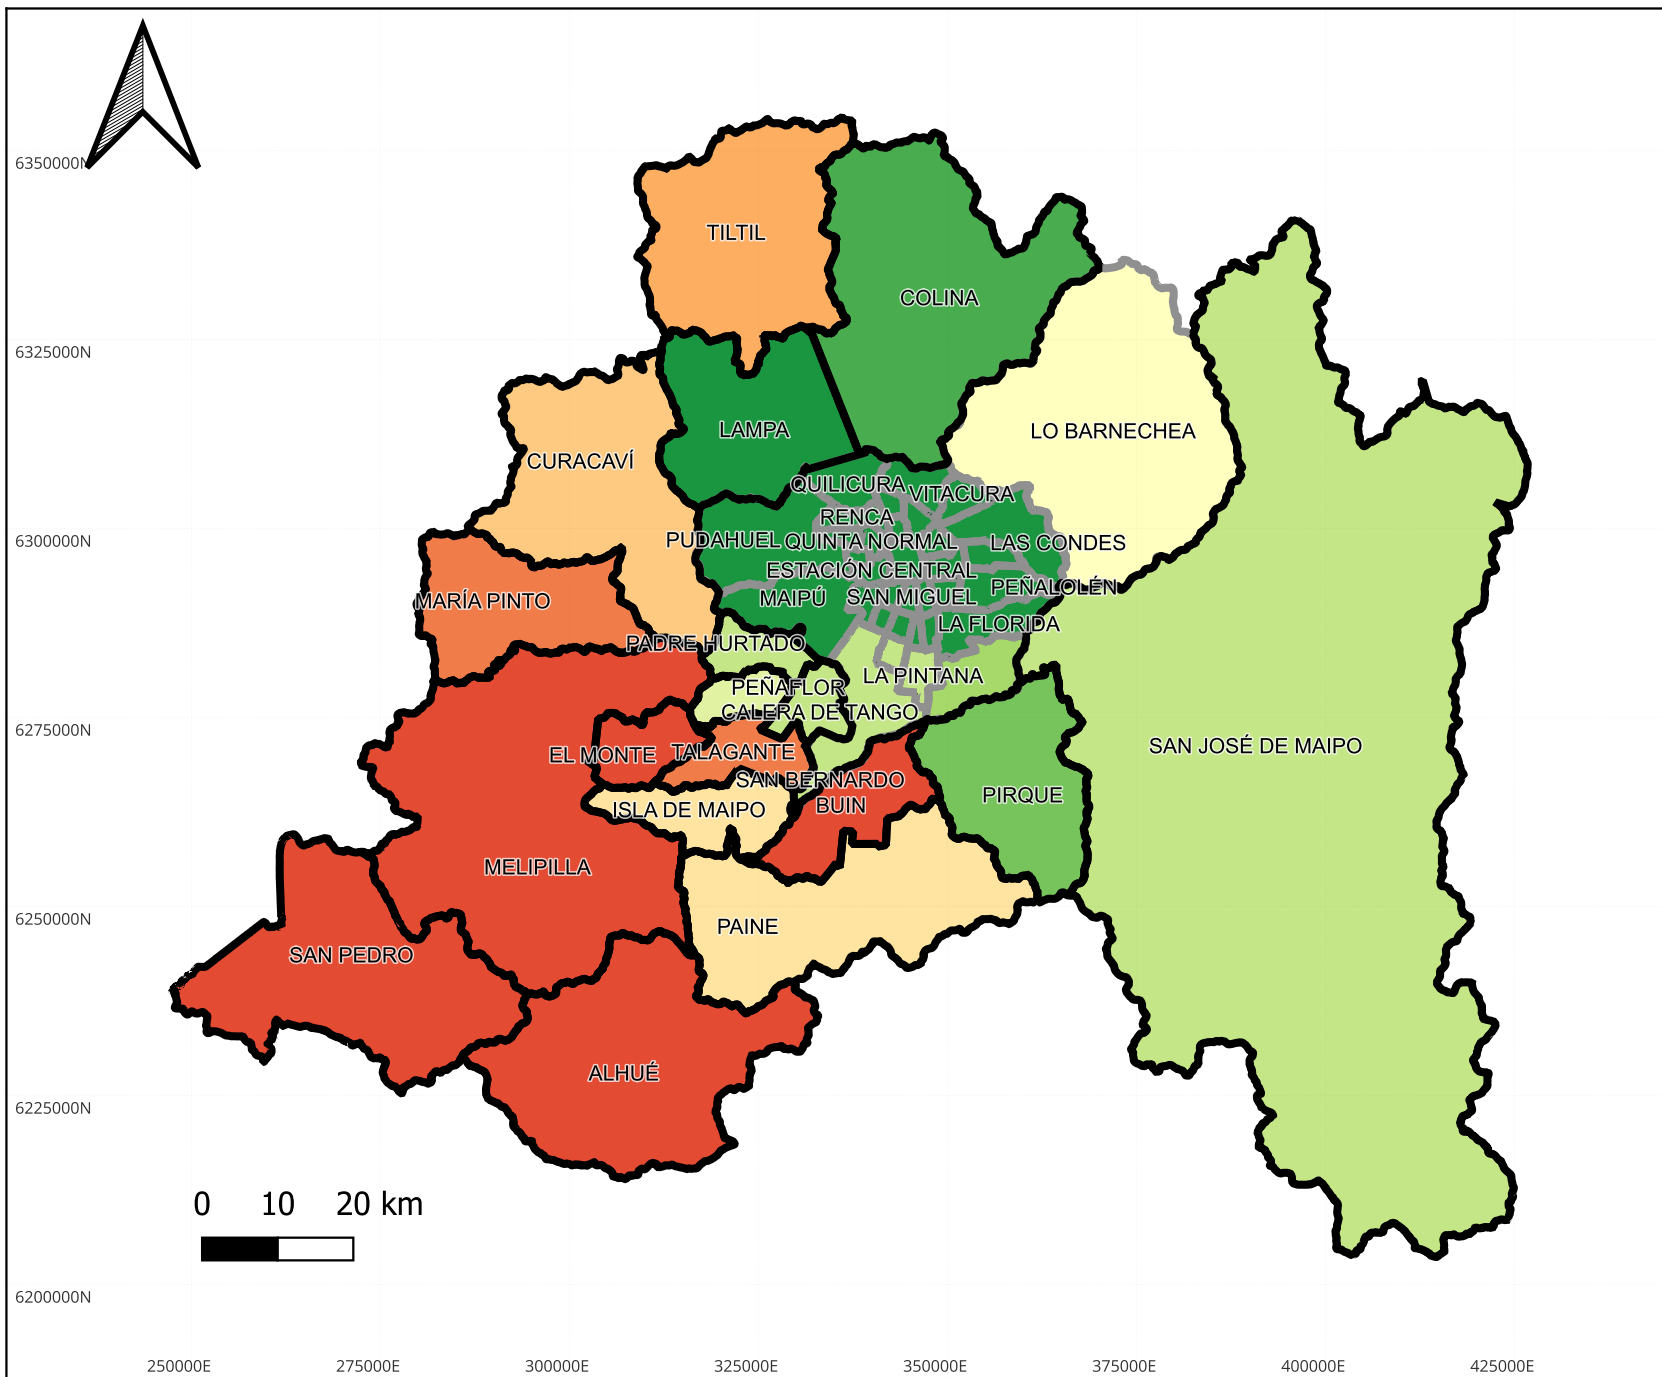 6350000N
TILTIL
COLINA
6325000N
LAMPA
LO BARNECHEA
CURACAVÍ
QUILICURA
VITACURA
RENCA
6300000N
PUDAHUEL
QUINTA NORMAL
LAS CONDES
ESTACIÓN CENTRAL
PEÑALOLÉN
MARÍA PINTO
MAIPÚ
SAN MIGUEL
LA FLORIDA
PADRE HURTADO
LA PINTANA
PEÑAFLOR
CALERA DE TANGO
6275000N
EL MONTE
TALAGANTE
SAN JOSÉ DE MAIPO
SAN BERNARDO
PIRQUE
ISLA DE MAIPO
BUIN
MELIPILLA
6250000N
PAINE
SAN PEDRO
ALHUÉ
6225000N
0 10 20 km
6200000N
250000E 275000E 300000E 325000E 350000E 375000E 400000E 425000E